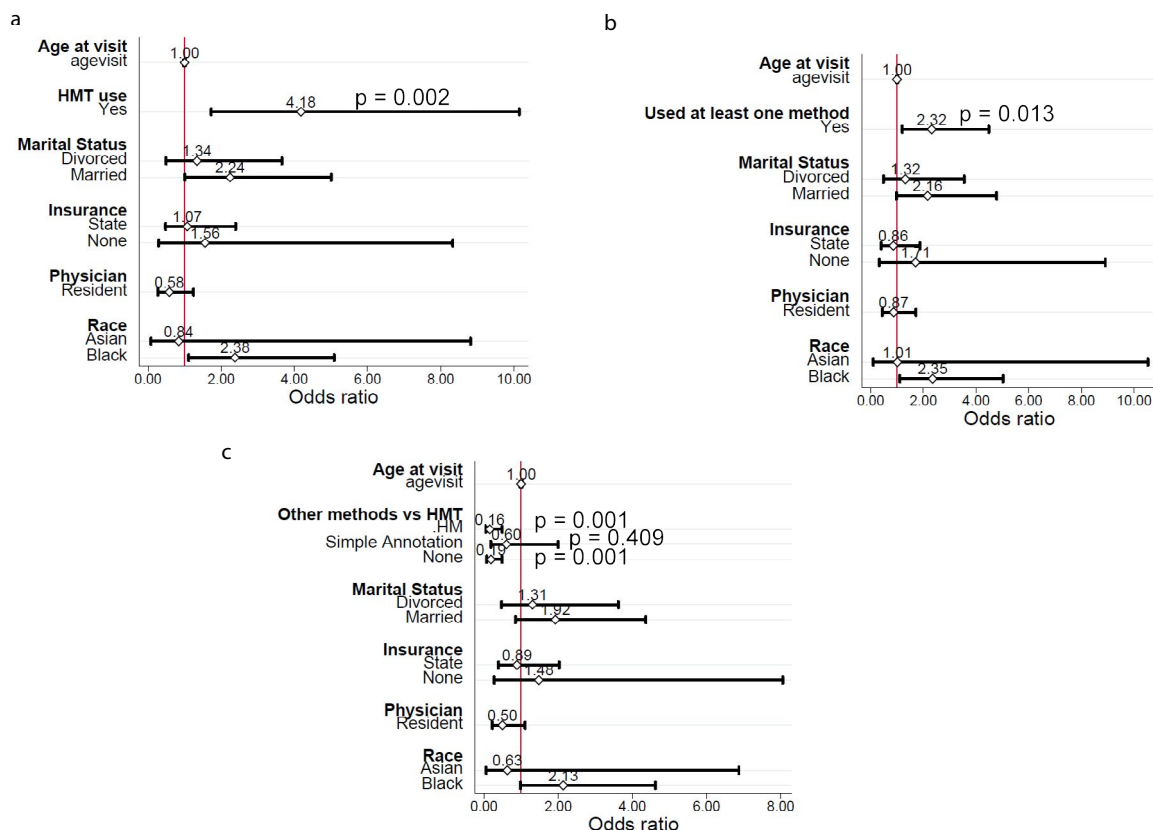 a
Age at visit
1.00
agevisit
HMT use
4.18 p = 0.002
Yes
Marital Status
1.34
Divorced
2.24
Married
Insurance
1.07
State
1.56
None
Physician
0.58
Resident
Race
0.84
Asian
2.38
Black
0.00 2.00 4.00 6.00 8.00 10.00
Odds ratio
b
Age at visit
1.00
agevisit
Used at least one method
2.32 p = 0.013
Yes
Marital Status
1.32
Divorced
2.16
Married
Insurance
0.86
State
1.71
None
Physician
0.87
Resident
Race
1.01
Asian
2.35
Black
0.00 2.00 4.00 6.00 8.00 10.00
Odds ratio
c
Age at visit
1.00
agevisit
Other methods vs HMT
0.16 p = 0.001
.HM
0.60 p = 0.409
Simple Annotation
0.19 p = 0.001
None
Marital Status
1.31
Divorced
1.92
Married
Insurance
0.89
State
1.48
None
Physician
0.50
Resident
Race
0.63
Asian
2.13
Black
0.00 2.00 4.00 6.00 8.00
Odds ratio